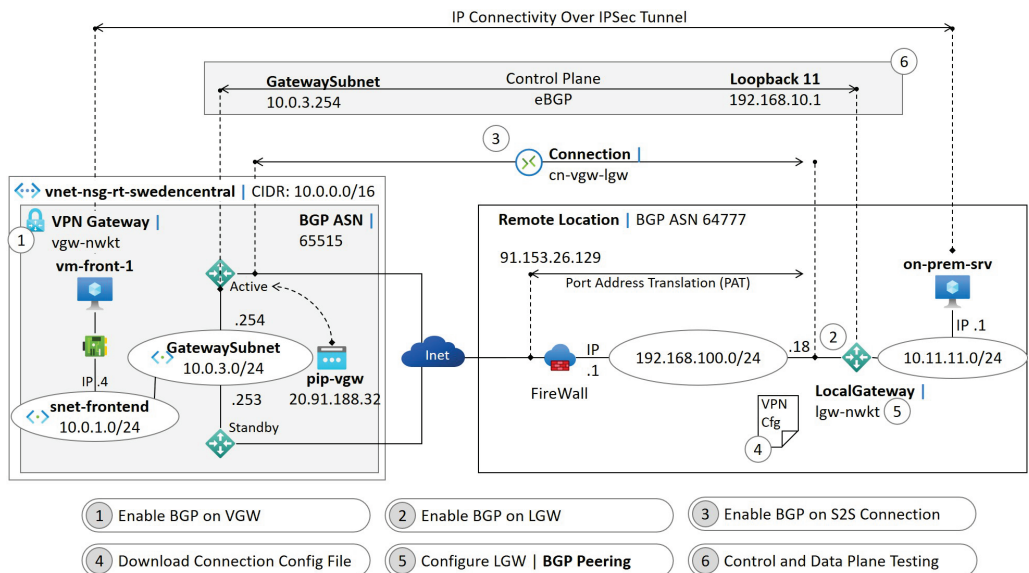 IP Connectivity Over IPSec Tunnel
6
GatewaySubnet
10.0.3.254
Control Plane
eBGP
Loopback 11
192.168.10.1
3
Connection |
cn-vgw-lgw
vnet-nsg-rt-swedencentral | CIDR: 10.0.0.0/16
1
VPN Gateway |
vgw-nwkt
BGP ASN |
65515
vm-front-1
Active
.254
GatewaySubnet
10.0.3.0/24
pip-vgw
20.91.188.32
IP .4
snet-frontend
10.0.1.0/24
.253
Standby
Inet
Remote Location | BGP ASN 64777
91.153.26.129
Port Address Translation (PAT)
on-prem-srv
IP .1
FireWall
IP
.1
192.168.100.0/24
.18
2
10.11.11.0/24
LocalGateway |
lgw-nwkt
5
VPN
Cfg
4
1 Enable BGP on VGW
2 Enable BGP on LGW
3 Enable BGP on S2S Connection
4 Download Connection Config File
5 Configure LGW | BGP Peering
6 Control and Data Plane Testing